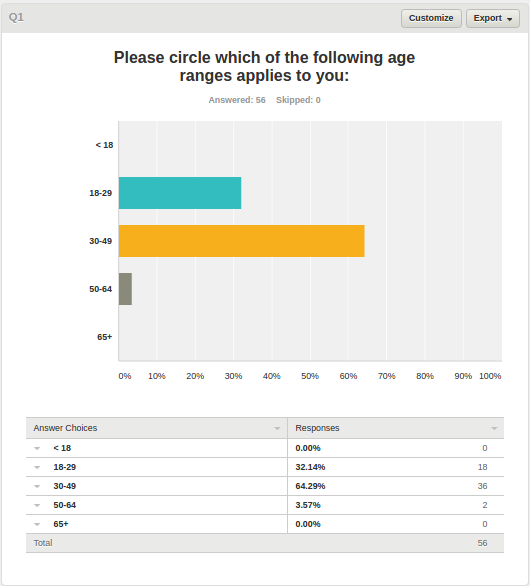 Q1
Customize
Export
Please circle which of the following age
ranges applies to you:
Answered: 56 Skipped: 0
< 18
18-29
30-49
50-64
65+
0% 10% 20% 30% 40% 50% 60% 70% 80% 90% 100%
Answer Choices Responses
< 18 0.00% 0
18-29 32.14% 18
30-49 64.29% 36
50-64 3.57% 2
65+ 0.00% 0
Total 56